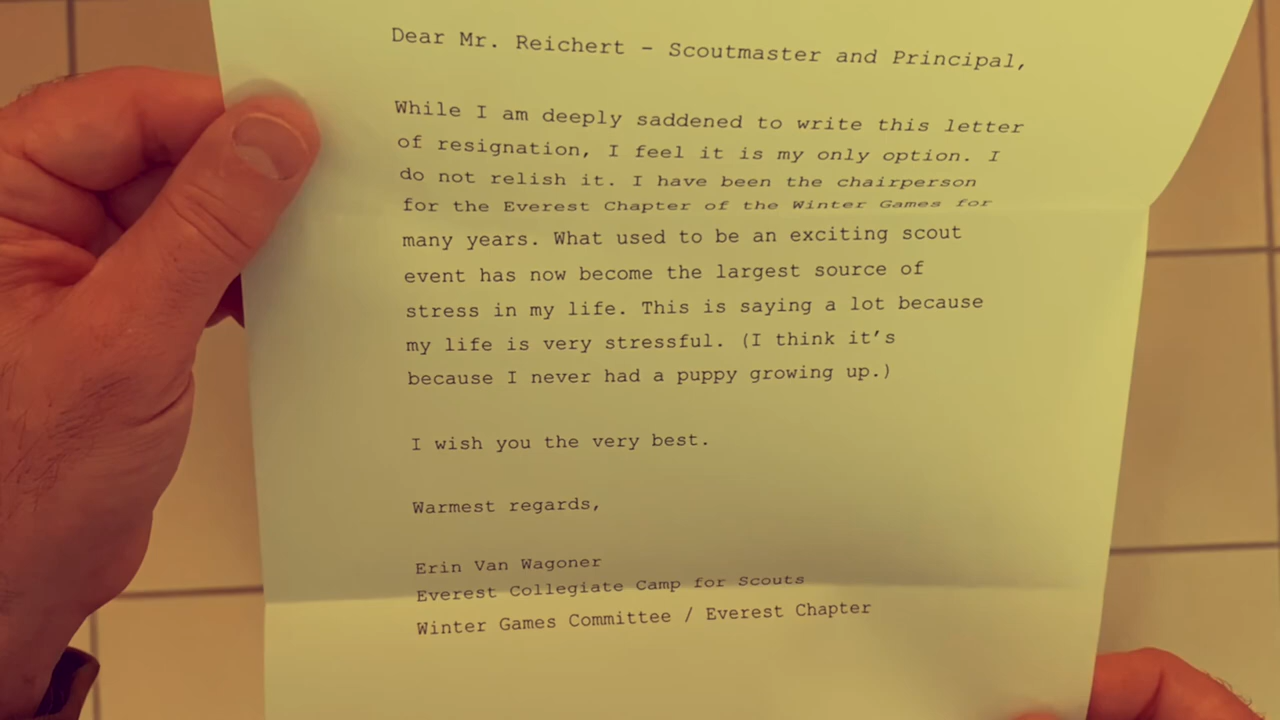 Dear Mr. Reichert - Scoutmaster and Principal,
While I am deeply saddened to write this letter
of resignation, I feel it is my only option. I
do not relish it. I have been the chairperson
for the Everest Chapter of the Winter Games for
many years. What used to be an exciting scout
event has now become the largest source of
stress in my life. This is saying a lot because
my life is very stressful. (I think it's
because I never had a puppy growing up.)
I wish you the very best.
Warmest regards,
Erin Van Wagoner
Everest Collegiate Camp for Scouts
Winter Games Committee / Everest Chapter